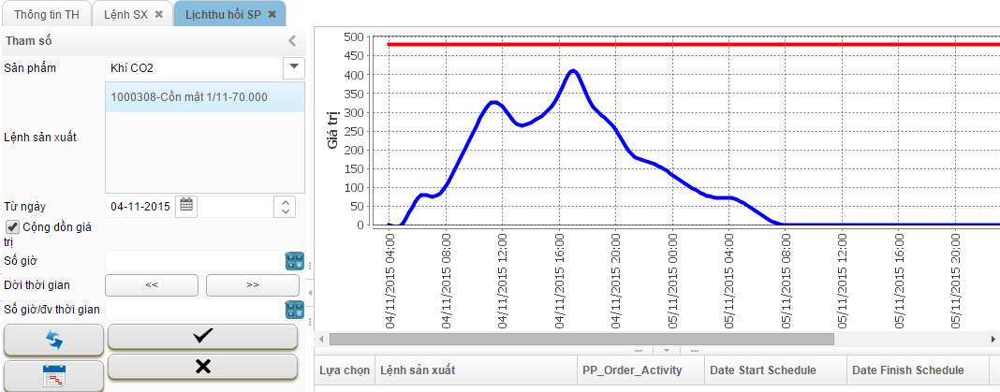 Thông tin TH
Lệnh SX
Lịchthu hồi SP
Tham số
Sản phẩm
Khí CO2
1000308-Cồn mật 1/11-70.000
Lệnh sản xuất
Từ ngày
04-11-2015
Cộng dồn giá
trị
Số giờ
Dời thời gian
<<
>>
Số giờ/đv thời gian
Giá trị
500
450
400
350
300
250
200
150
100
50
0
04/11/2015 04:00
04/11/2015 08:00
04/11/2015 12:00
04/11/2015 16:00
04/11/2015 20:00
05/11/2015 00:00
05/11/2015 04:00
05/11/2015 08:00
05/11/2015 12:00
05/11/2015 16:00
05/11/2015 20:00
Lựa chọn
Lệnh sản xuất
PP_Order_Activity
Date Start Schedule
Date Finish Schedule